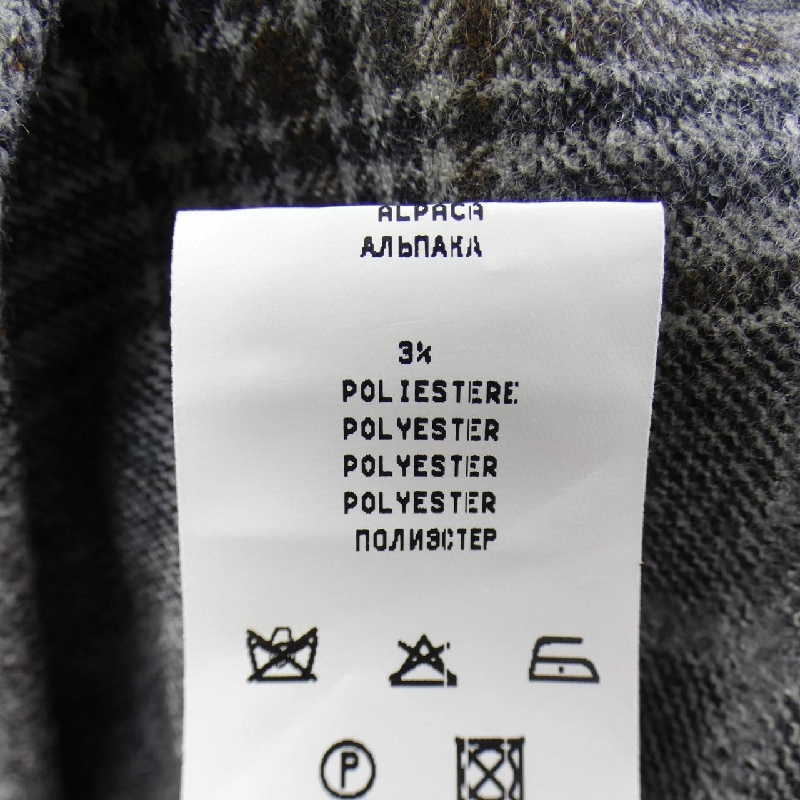 ALPACA
АЛЬПАКА
3%
POLIESTERE
POLYESTER
POLYESTER
POLYESTER
ПОЛИЭСТЕР
P